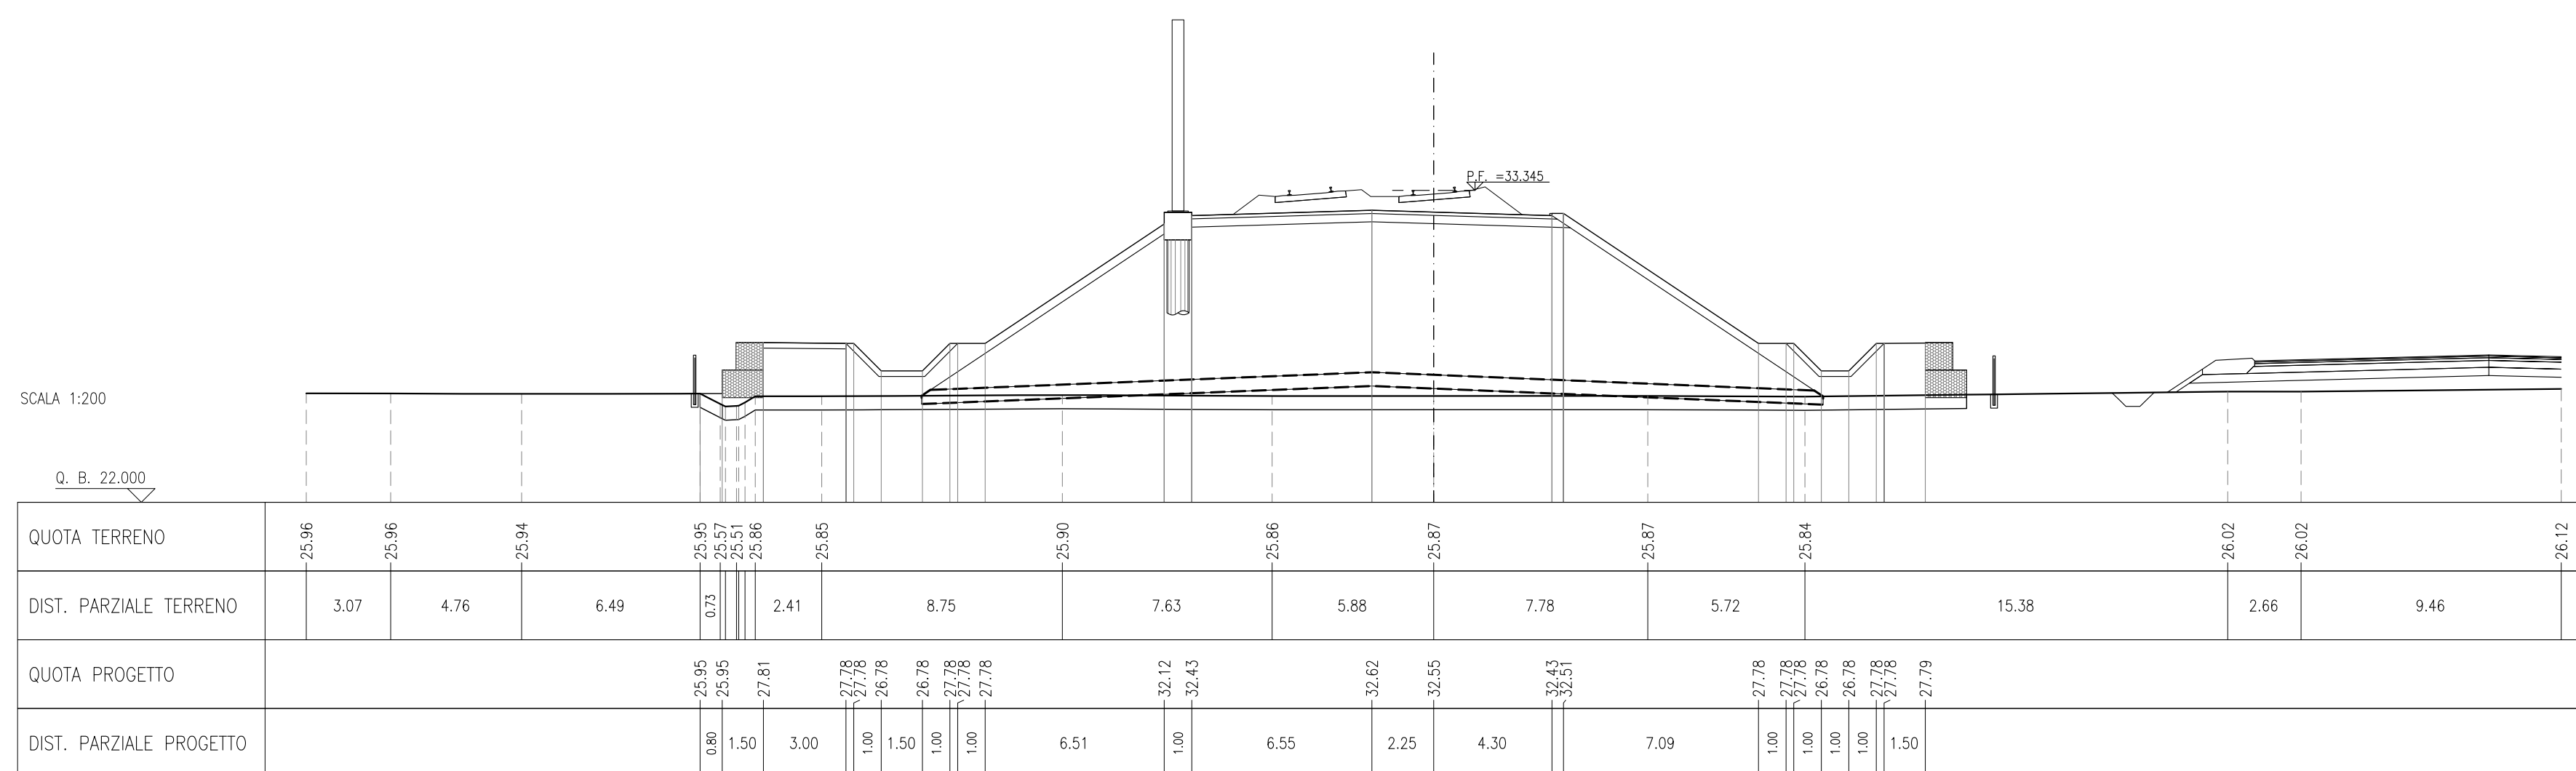 P.F. =33.345
SCALA 1:200
Q. B. 22.000
QUOTA TERRENO 25.96 25.96 25.94 25.95 25.57 25.51 25.86 25.85 25.90 25.86 25.87 25.87 25.84 26.02 26.02 26.12
DIST. PARZIALE TERRENO 3.07 4.76 6.49 0.73 2.41 8.75 7.63 5.88 7.78 5.72 15.38 2.66 9.46
QUOTA PROGETTO 25.95 25.95 27.81 27.78 27.78 26.78 26.78 27.78 27.78 27.78 32.12 32.43 32.62 32.55 32.43 32.51 27.78 27.78 27.78 26.78 26.78 27.78 27.78 27.79
DIST. PARZIALE PROGETTO 0.80 1.50 3.00 1.00 1.50 1.00 1.00 6.51 1.00 6.55 2.25 4.30 7.09 1.00 1.00 1.00 1.00 1.50